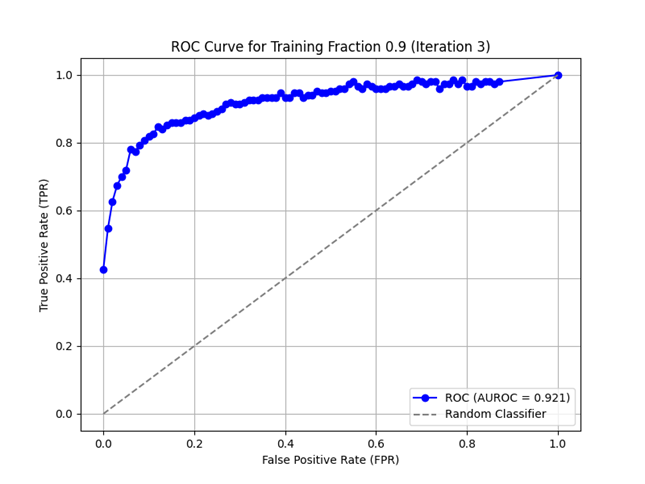 ROC Curve for Training Fraction 0.9 (Iteration 3)
True Positive Rate (TPR)
1.0
0.8
0.6
0.4
0.2
0.0
0.0 0.2 0.4 0.6 0.8 1.0
False Positive Rate (FPR)
ROC (AUROC = 0.921)
Random Classifier